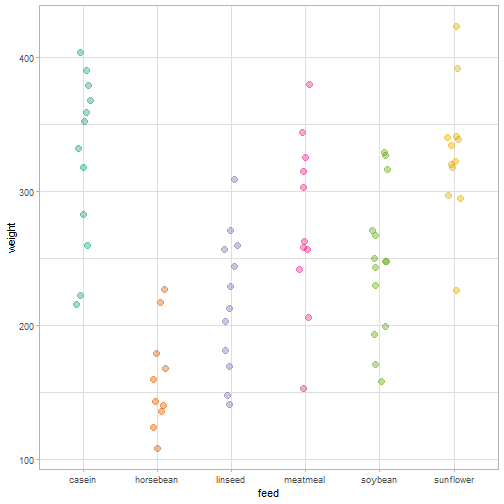 400
300
200
100
weight
casein
horsebean
linseed
meatmeal
soybean
sunflower
feed